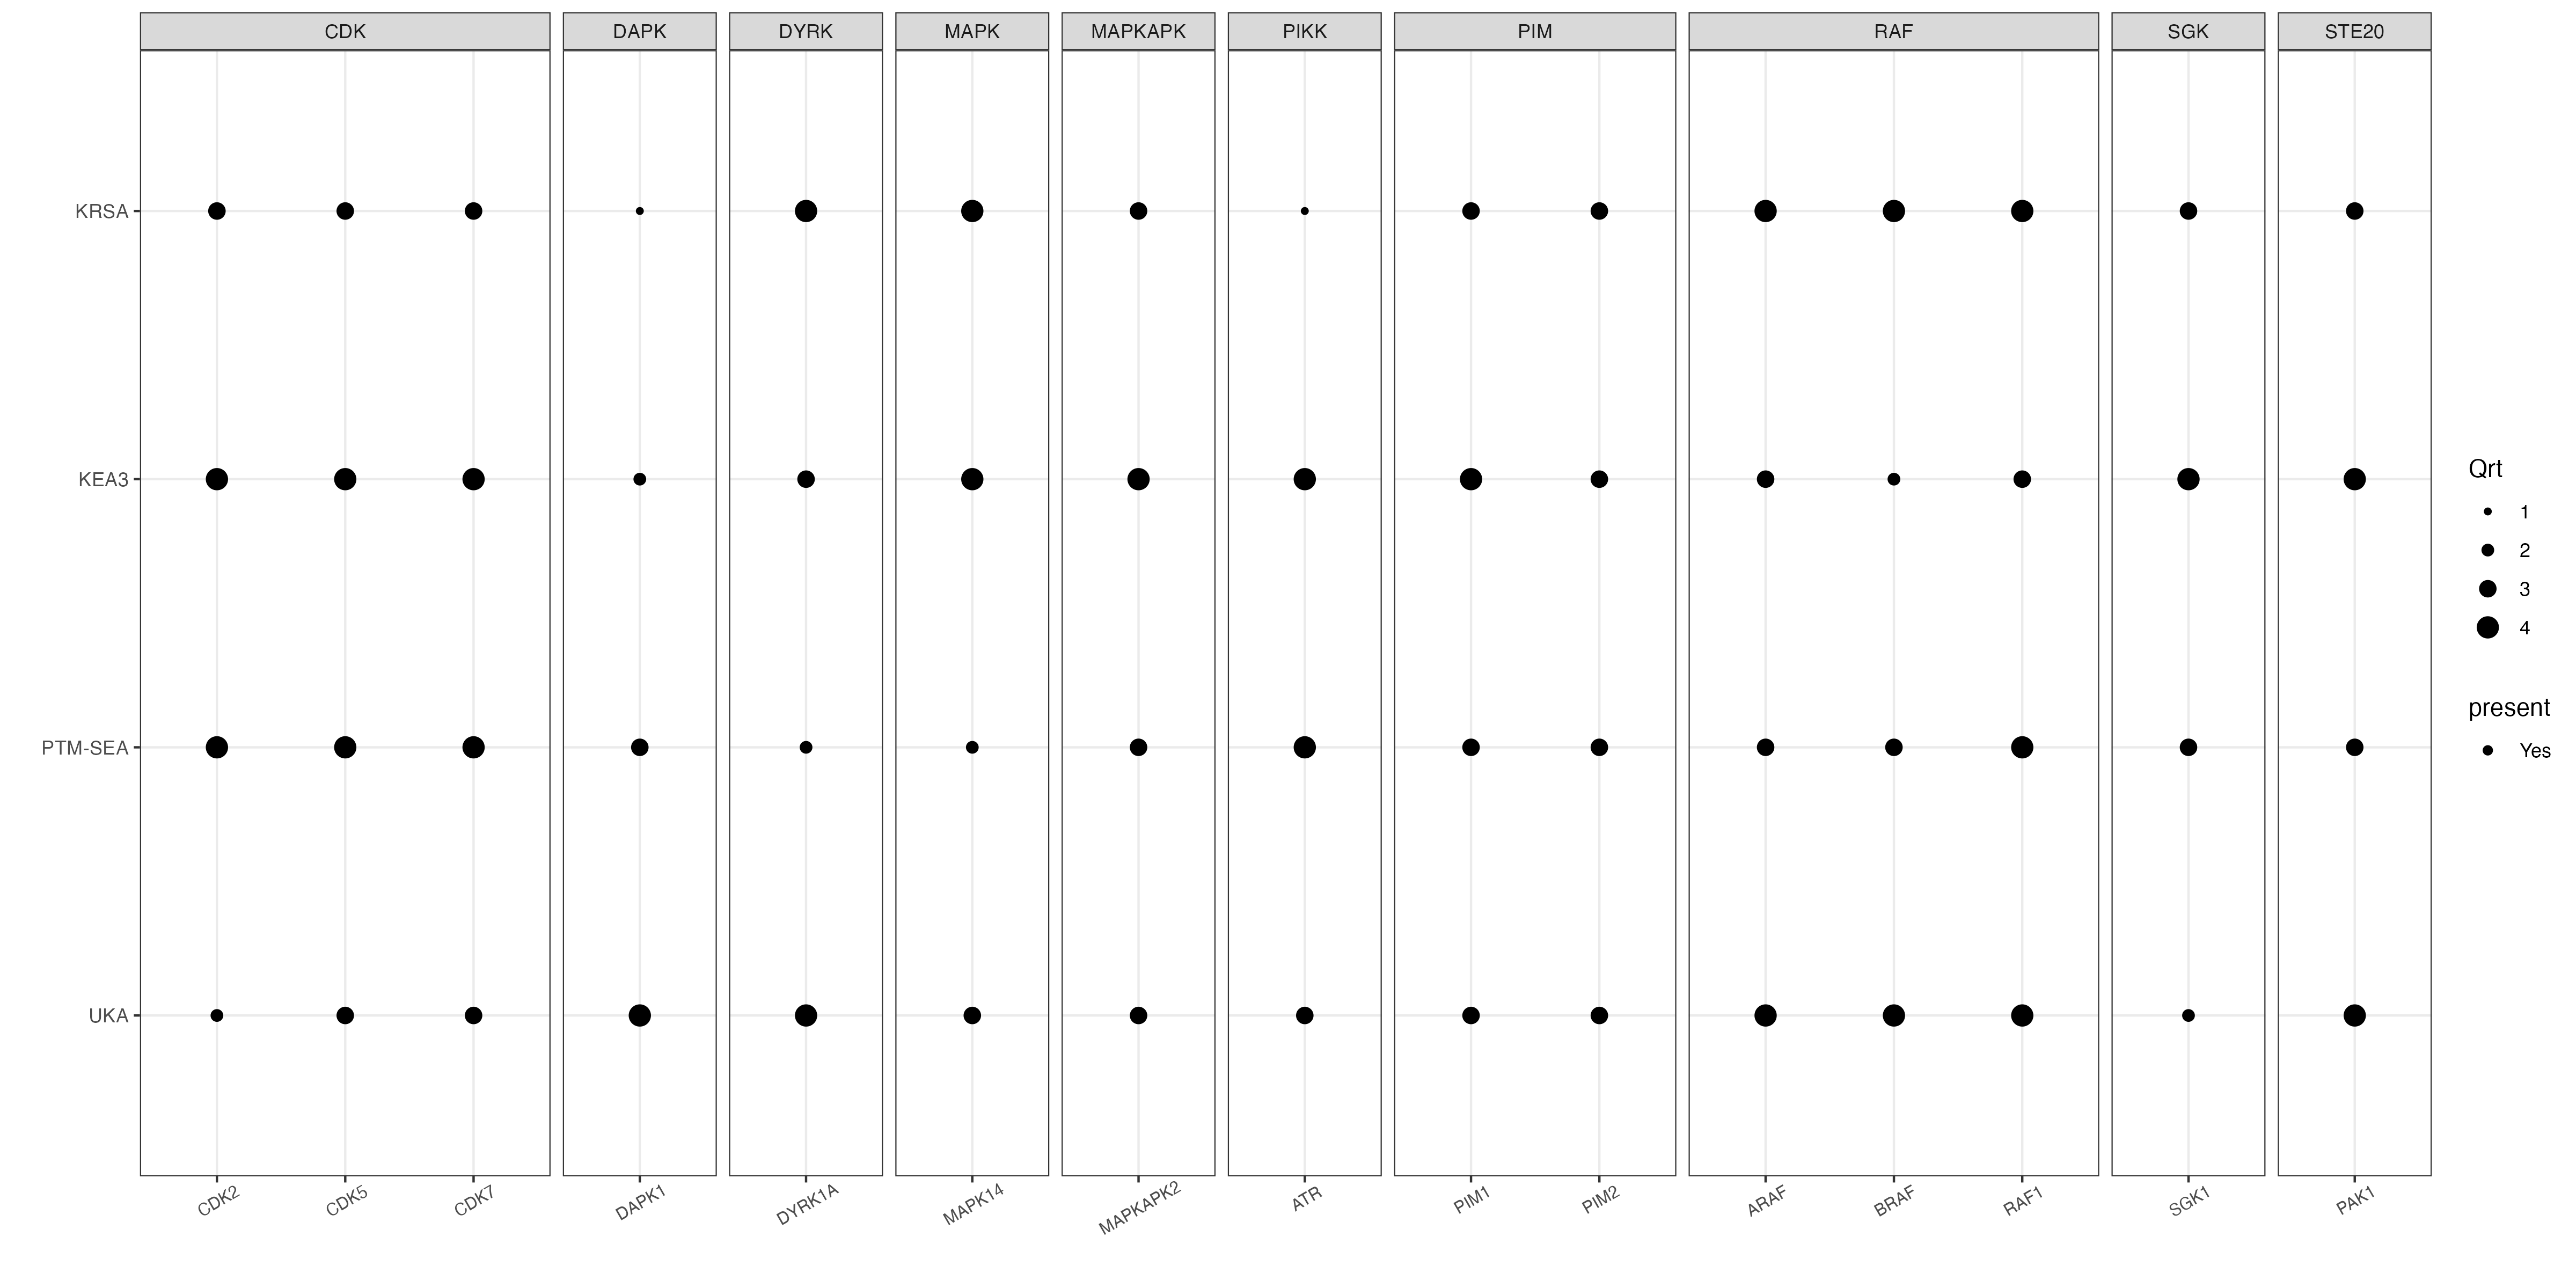 CDK DAPK DYRK MAPK MAPKAPK PIKK PIM RAF SGK STE20
KRSA
KEA3
PTM-SEA
UKA
CDK2 CDK5 CDK7 DAPK1 DYRK1A MAPK14 MAPKAPK2 ATR PIM1 PIM2 ARAF BRAF RAF1 SGK1 PAK1
Qrt
1
2
3
4
present
Yes